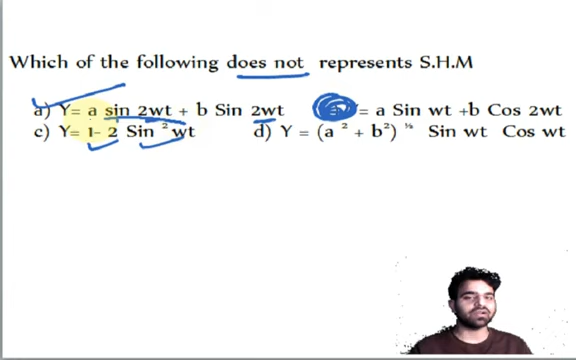 Which of the following does not represents S.H.M
a) Y= a sin 2wt + b Sin 2wt = a Sin wt +b Cos 2wt
c) Y= 1- 2 Sin ² wt d) Y = (a ² + b²) ^½ Sin wt Cos wt